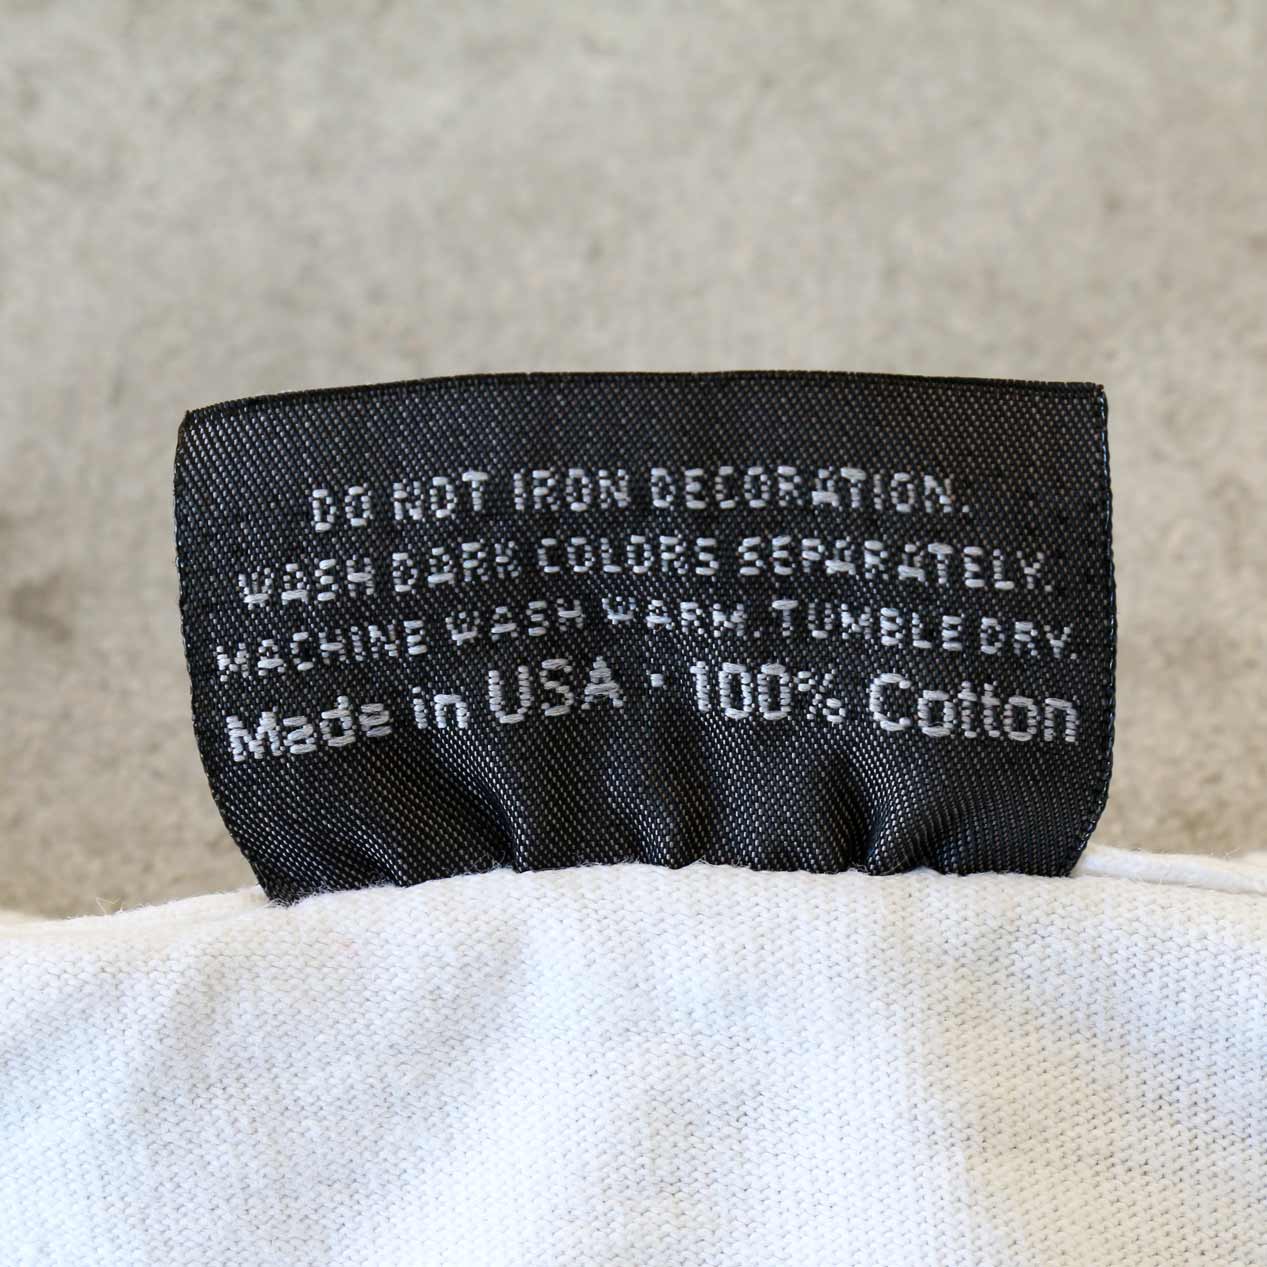 DO NOT IRON DECORATION.
WASH DARK COLORS SEPARATELY.
MACHINE WASH WARM. TUMBLE DRY.
Made in USA · 100% Cotton